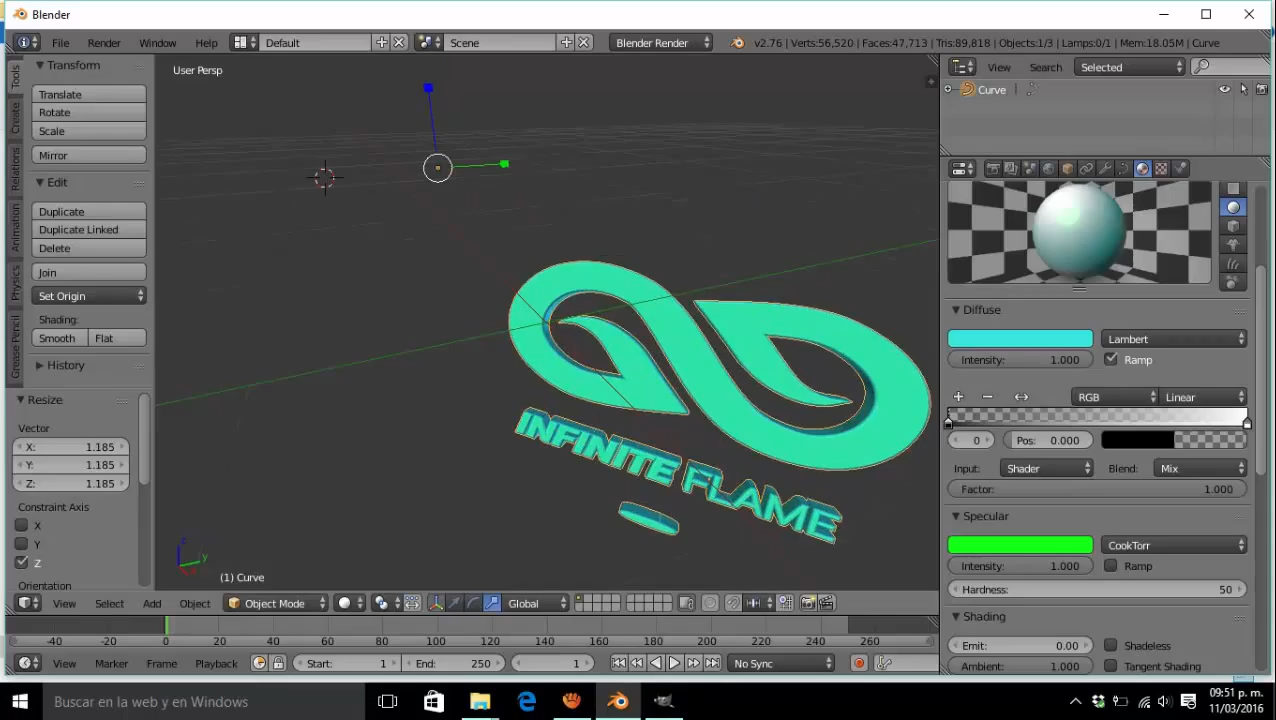 Blender
File Render Window Help Default Scene Blender Render v2.76 | Verts:56,520 | Faces:47,713 | Tris:89,818 | Objects:1/3 | Lamps:0/1 | Mem:18.05M | Curve
Tools
Create
Relations
Animation
Physics
Grease Pencil
Transform
Translate
Rotate
Scale
Mirror
Edit
Duplicate
Duplicate Linked
Delete
Join
Set Origin
Shading:
Smooth Flat
History
Resize
Vector
X: 1.185
Y: 1.185
Z: 1.185
Constraint Axis
X
Y
Z
Orientation
User Persp
INFINITE FLAME
z
y
(1) Curve
View Select Add Object Object Mode Global
-40 -20 0 20 40 60 80 100 120 140 160 180 200 220 240 260
View Marker Frame Playback Start: 1 End: 250 1 No Sync
View Search Selected
Curve
Diffuse
Lambert
Intensity: 1.000 Ramp
RGB Linear
0 Pos: 0.000
Input: Shader Blend: Mix
Factor: 1.000
Specular
CookTorr
Intensity: 1.000 Ramp
Hardness: 50
Shading
Emit: 0.00 Shadeless
Ambient: 1.000 Tangent Shading
Buscar en la web y en Windows
09:51 p. m.
11/03/2016